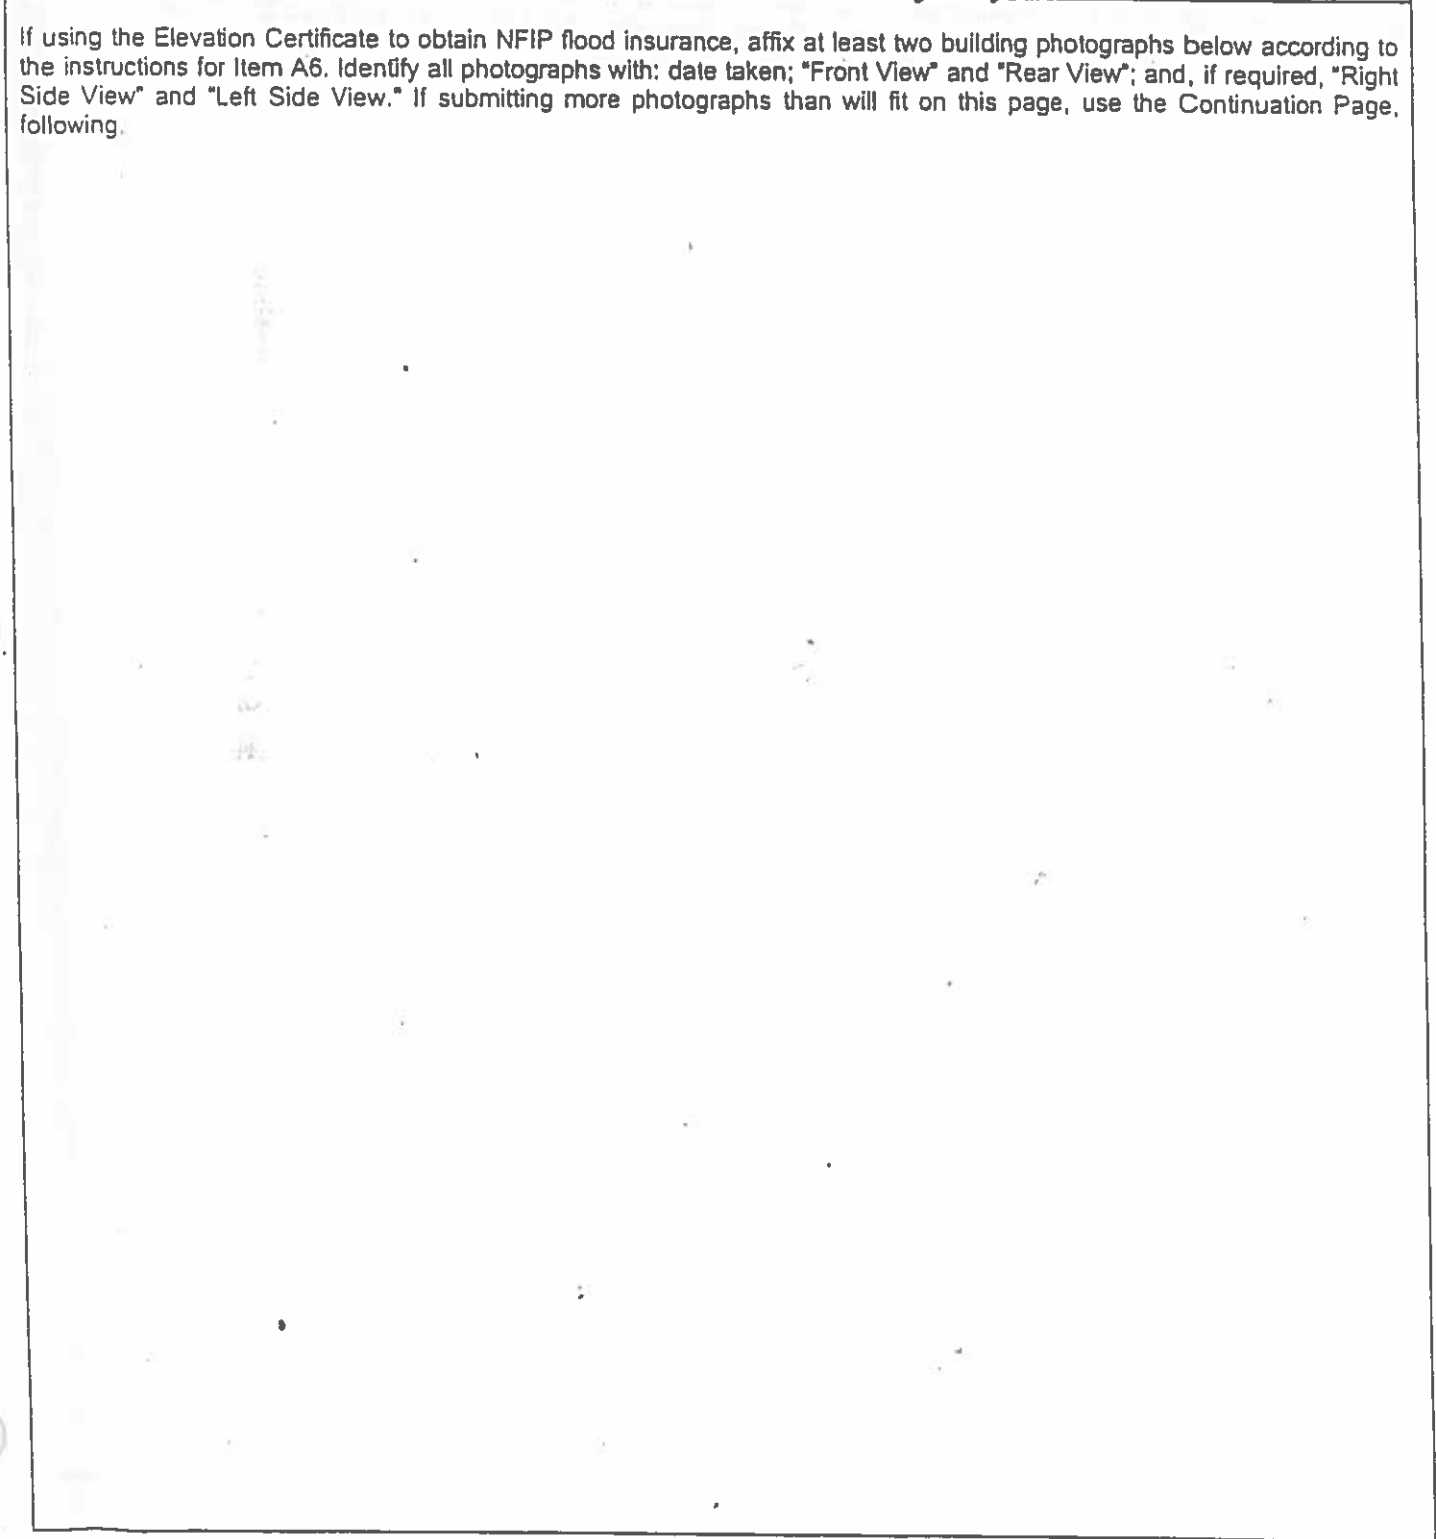 If using the Elevation Certificate to obtain NFIP flood insurance, affix at least two building photographs below according to
the instructions for Item A6. Identify all photographs with: date taken; "Front View" and "Rear View"; and, if required, "Right
Side View" and "Left Side View." If submitting more photographs than will fit on this page, use the Continuation Page,
following.